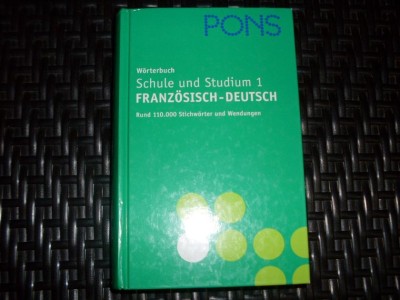 PONS
Wörterbuch
Schule und Studium 1
FRANZÖSISCH-DEUTSCH
Rund 110.000 Stichwörter und Wendungen